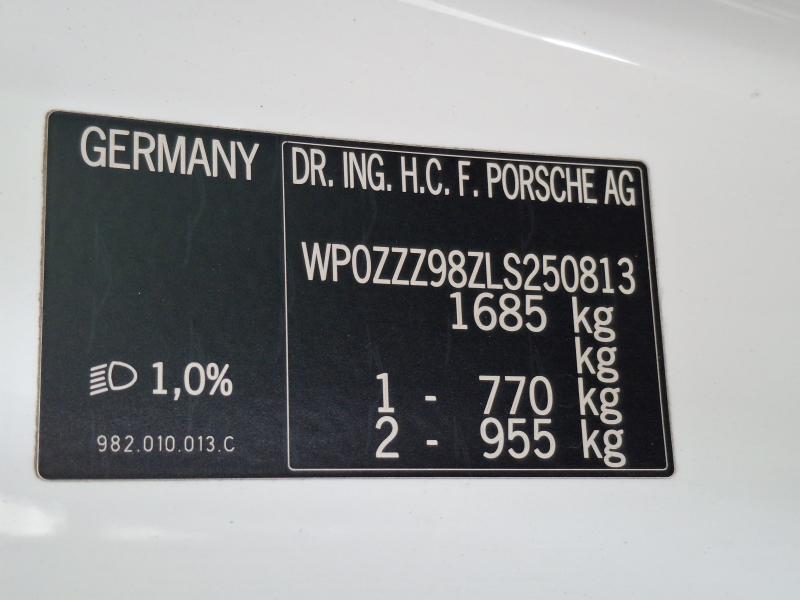 GERMANY
1,0%
982.010.013.C
DR. ING. H.C. F. PORSCHE AG
WP0ZZZ98ZLS250813
1685 kg
kg
1 - 770 kg
2 - 955 kg